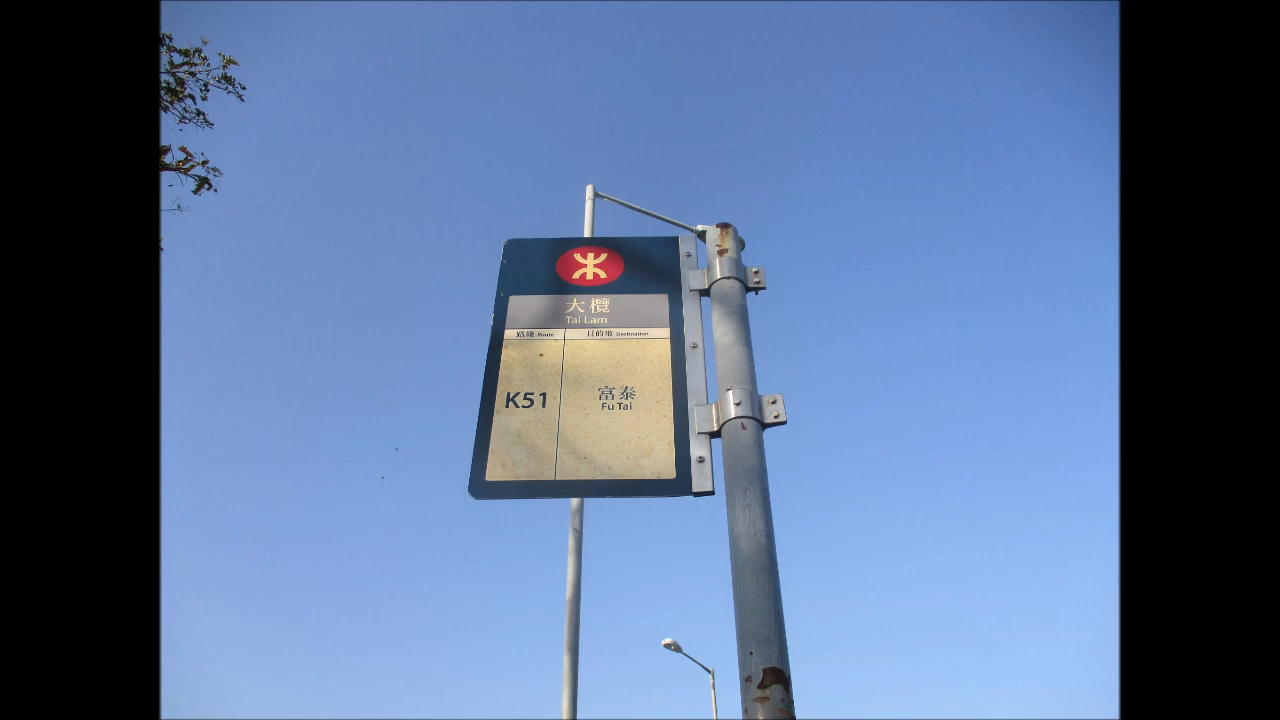 大欖
Tai Lam
路線 Route 目的地 Destination
K51 富泰
Fu Tai